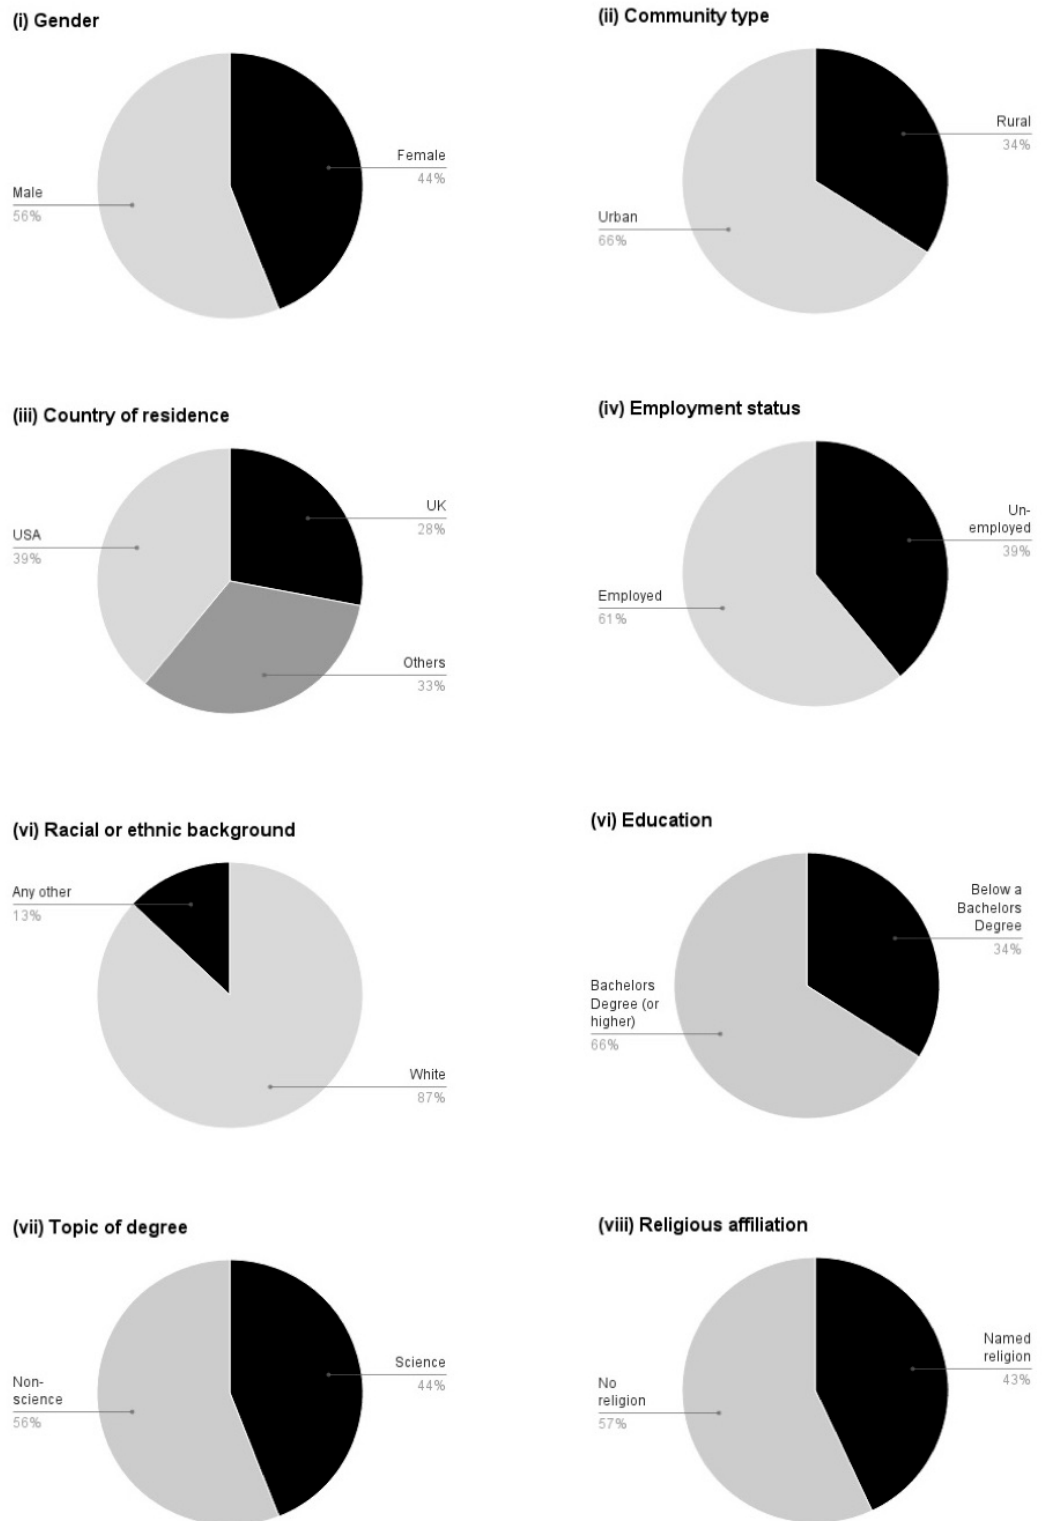 (i) Gender
Female
44%
Male
56%
(ii) Community type
Rural
34%
Urban
66%
(iii) Country of residence
UK
28%
USA
39%
Others
33%
(iv) Employment status
Un-
employed
39%
Employed
61%
(vi) Racial or ethnic background
Any other
13%
White
87%
(vi) Education
Below a
Bachelors
Degree
34%
Bachelors
Degree (or
higher)
66%
(vii) Topic of degree
Science
44%
Non-
science
56%
(viii) Religious affiliation
Named
religion
43%
No
religion
57%